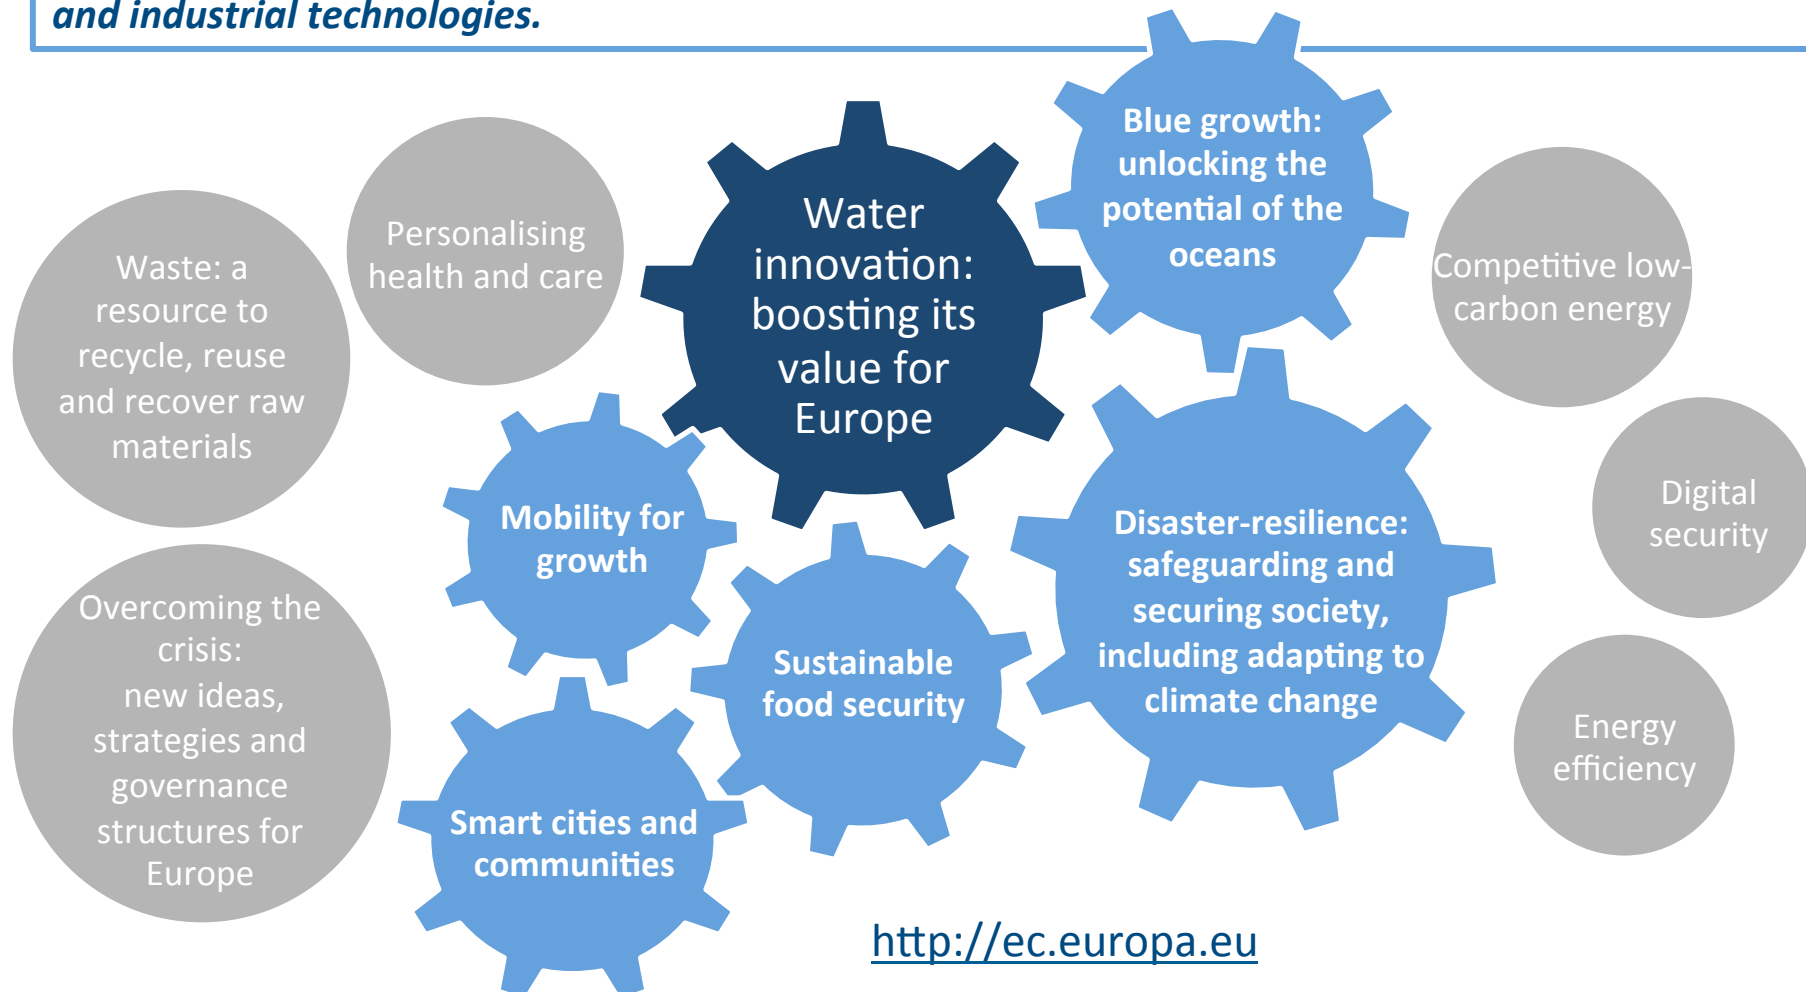 and industrial technologies.
Waste: a
resource to
recycle, reuse
and recover raw
materials
Personalising
health and care
Water
innovation:
boosting its
value for
Europe
Blue growth:
unlocking the
potential of the
oceans
Competitive low-
carbon energy
Digital
security
Energy
efficiency
Mobility for
growth
Disaster-resilience:
safeguarding and
securing society,
including adapting to
climate change
Sustainable
food security
Overcoming the
crisis:
new ideas,
strategies and
governance
structures for
Europe
Smart cities and
communities
http://ec.europa.eu